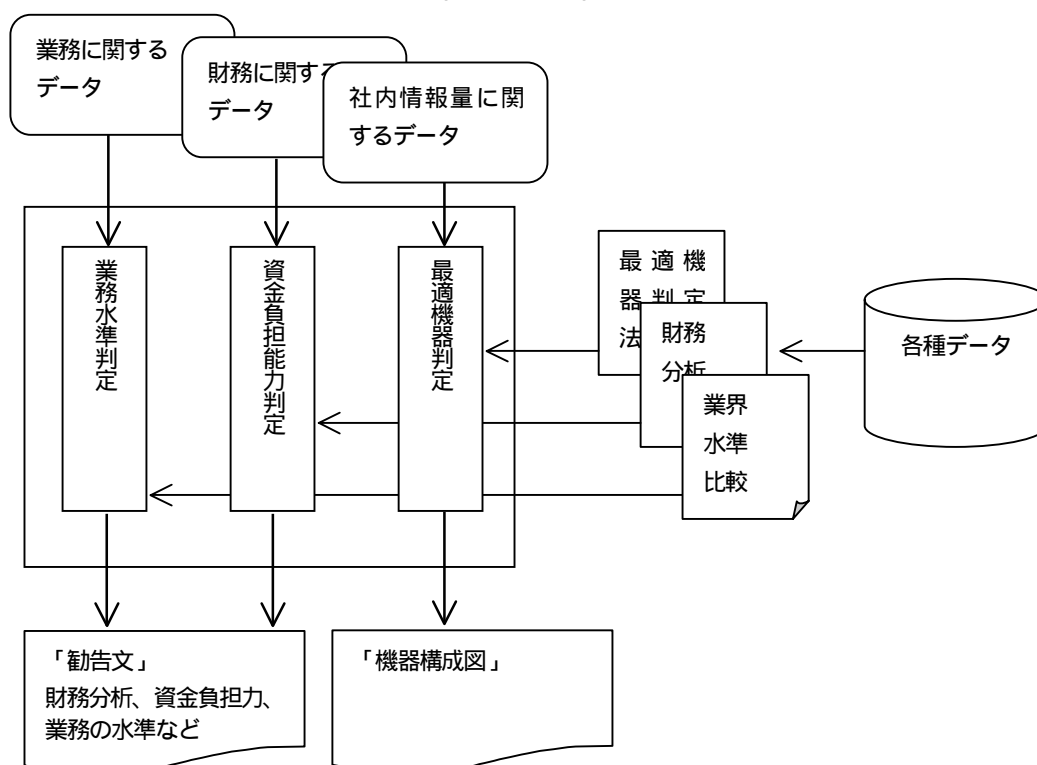 業務に関する
データ
財務に関す
データ
社内情報量に関
するデータ
業務水準判定
資金負担能力判定
最適機器判定
最適機
器判定
法
財務
分析
業界
水準
比較
各種データ
「勧告文」
財務分析、資金負担力、
業務の水準など
「機器構成図」